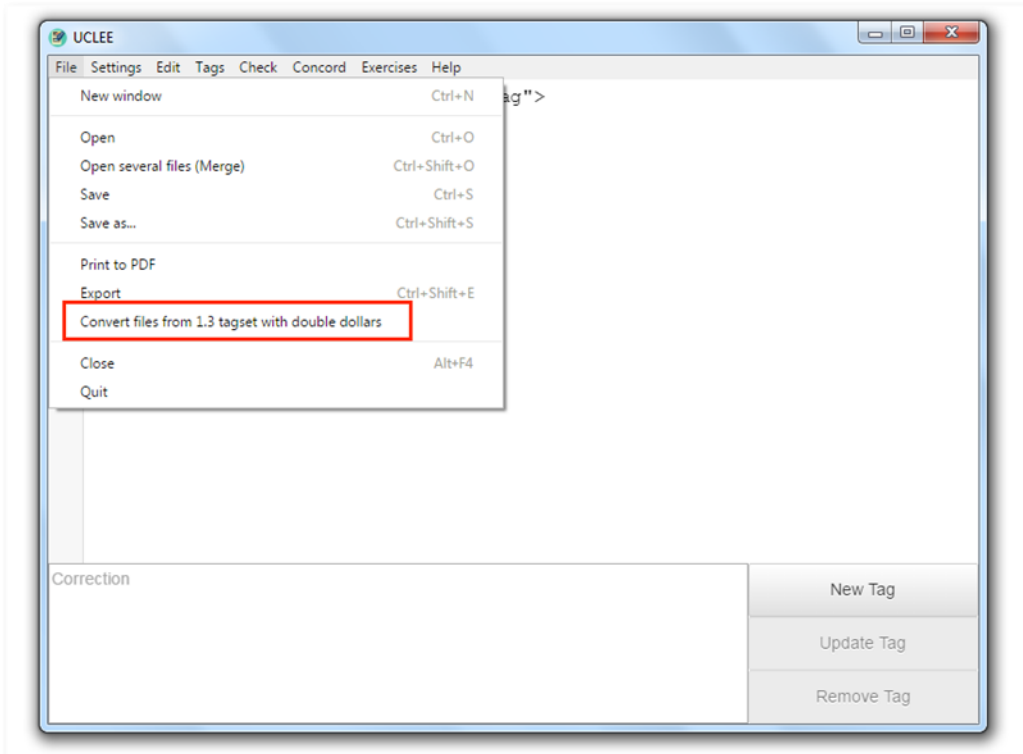 UCLEE
File Settings Edit Tags Check Concord Exercises Help
New window Ctrl+N
ag">
Open Ctrl+O
Open several files (Merge) Ctrl+Shift+O
Save Ctrl+S
Save as... Ctrl+Shift+S
Print to PDF
Export Ctrl+Shift+E
Convert files from 1.3 tagset with double dollars
Close Alt+F4
Quit
Correction
New Tag
Update Tag
Remove Tag